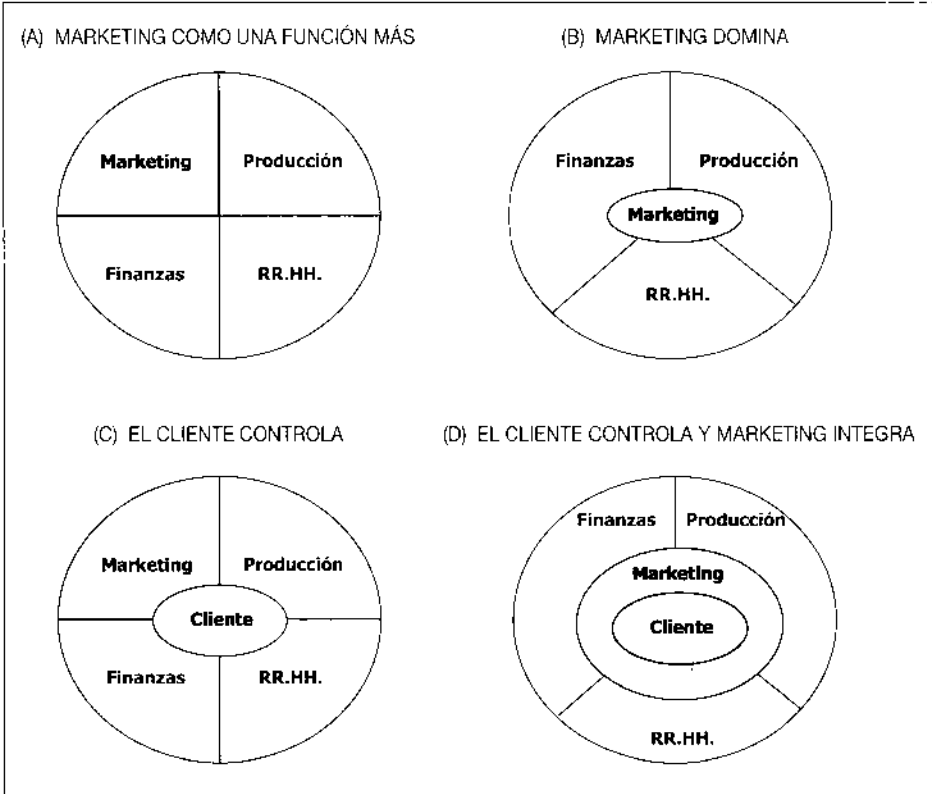 (A) MARKETING COMO UNA FUNCIÓN MÁS
(B) MARKETING DOMINA
Marketing
Producción
Finanzas
RR.HH.
Finanzas
Producción
Marketing
RR.HH.
(C) EL CLIENTE CONTROLA
(D) EL CLIENTE CONTROLA Y MARKETING INTEGRA
Marketing
Producción
Cliente
Finanzas
RR.HH.
Finanzas
Producción
Marketing
Cliente
RR.HH.